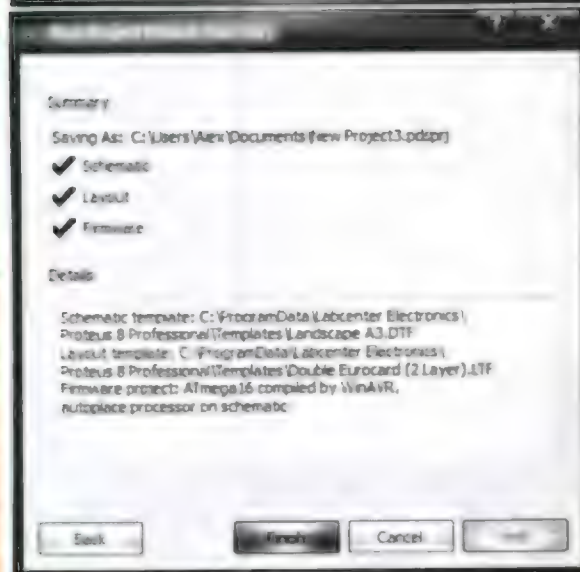 Summary
Saving As: C:\Users\Alex\Documents\New Project3.pdsprj
Schematic
Layout
Firmware
Details
Schematic template: C:\ProgramData\Labcenter Electronics\
Proteus 8 Professional\Templates\Landscape A3.DTF
Layout template: C:\ProgramData\Labcenter Electronics\
Proteus 8 Professional\Templates\Double Eurocard (2 Layer).LTF
Firmware project: ATmega16 compiled by WinAVR,
autoplace processor on schematic
Back
Finish
Cancel